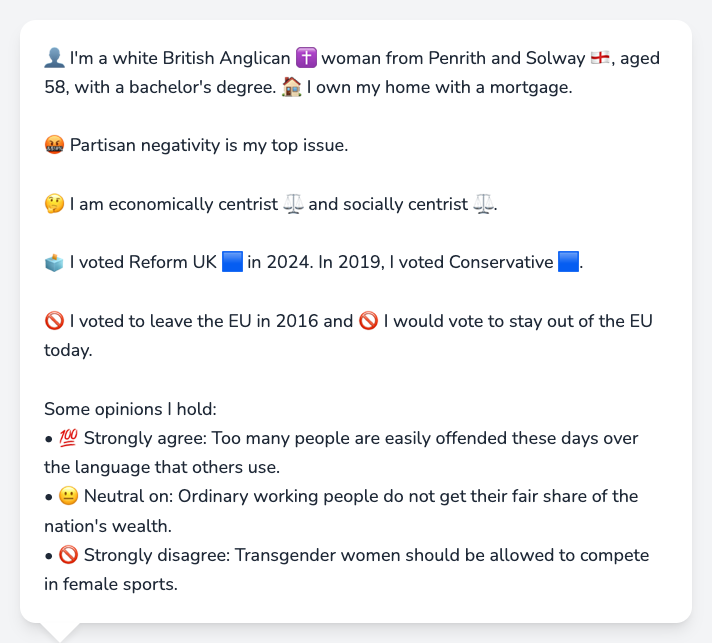 👤 I'm a white British Anglican ✝️ woman from Penrith and Solway 🏴󠁧󠁢󠁥󠁮󠁧󠁿, aged
58, with a bachelor's degree. 🏠 I own my home with a mortgage.
🤬 Partisan negativity is my top issue.
🤔 I am economically centrist ⚖️ and socially centrist ⚖️.
🗳️ I voted Reform UK 🟦 in 2024. In 2019, I voted Conservative 🟦.
🚫 I voted to leave the EU in 2016 and 🚫 I would vote to stay out of the EU
today.
Some opinions I hold:
• 💯 Strongly agree: Too many people are easily offended these days over
the language that others use.
• 😐 Neutral on: Ordinary working people do not get their fair share of the
nation's wealth.
• 🚫 Strongly disagree: Transgender women should be allowed to compete
in female sports.